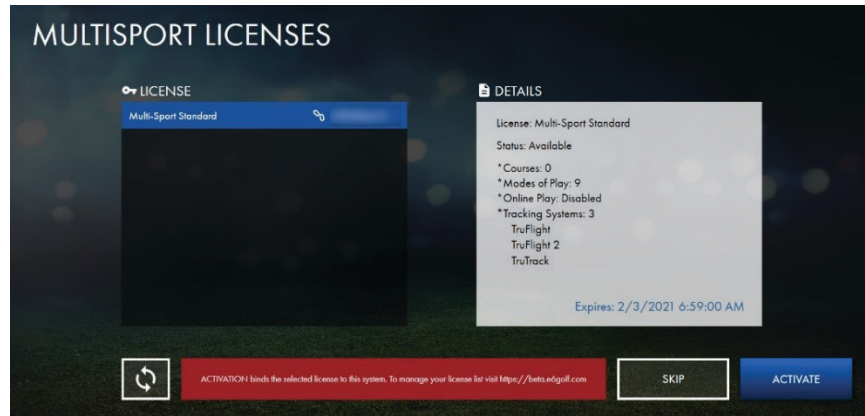 MULTISPORT LICENSES
LICENSE
Multi-Sport Standard
DETAILS
License: Multi-Sport Standard
Status: Available
*Courses: 0
*Modes of Play: 9
*Online Play: Disabled
*Tracking Systems: 3
TruFlight
TruFlight 2
TruTrack
Expires: 2/3/2021 6:59:00 AM
ACTIVATION binds the selected license to this system. To manage your license list visit https://beta.e6golf.com
SKIP
ACTIVATE